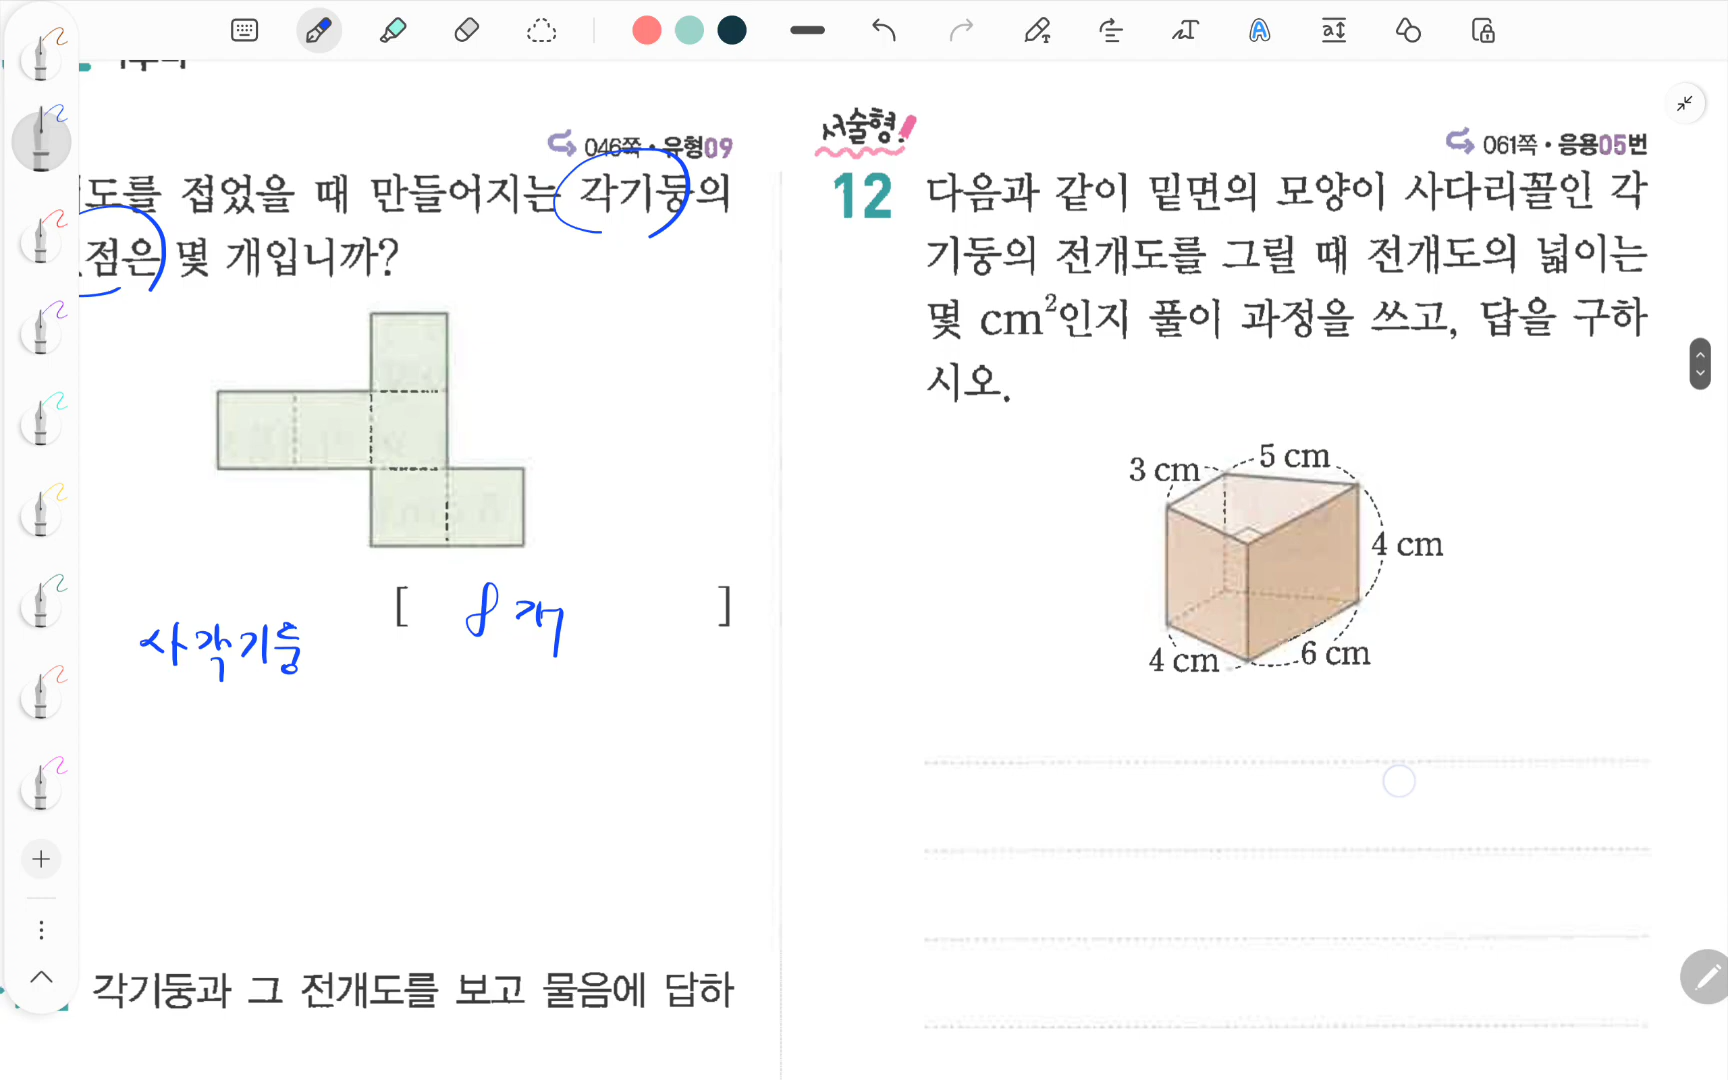 046쪽 • 유형09
도를 접었을 때 만들어지는 각기둥의
점은 몇 개입니까?
[ 8개 ]
사각기둥
각기둥과 그 전개도를 보고 물음에 답하
서술형!
061쪽 • 응용05번
12 다음과 같이 밑면의 모양이 사다리꼴인 각
기둥의 전개도를 그릴 때 전개도의 넓이는
몇 cm²인지 풀이 과정을 쓰고, 답을 구하
시오.
3 cm
5 cm
4 cm
4 cm
6 cm